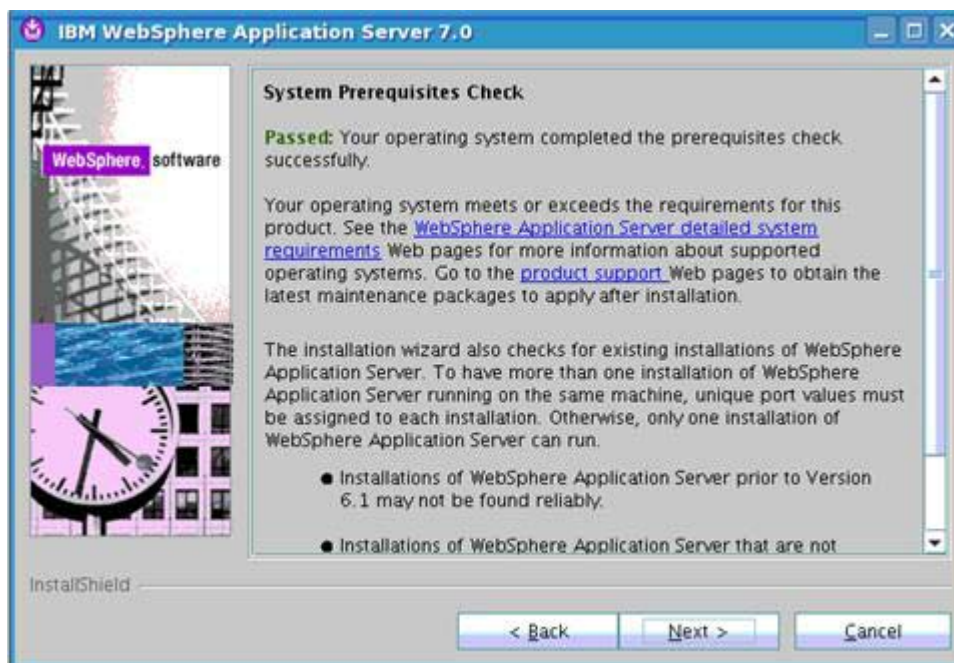 IBM WebSphere Application Server 7.0
WebSphere. software
System Prerequisites Check
Passed: Your operating system completed the prerequisites check
successfully.
Your operating system meets or exceeds the requirements for this
product. See the WebSphere Application Server detailed system
requirements Web pages for more information about supported
operating systems. Go to the product support Web pages to obtain the
latest maintenance packages to apply after installation.
The installation wizard also checks for existing installations of WebSphere
Application Server. To have more than one installation of WebSphere
Application Server running on the same machine, unique port values must
be assigned to each installation. Otherwise, only one installation of
WebSphere Application Server can run.
● Installations of WebSphere Application Server prior to Version
6.1 may not be found reliably.
● Installations of WebSphere Application Server that are not
InstallShield
< Back
Next >
Cancel